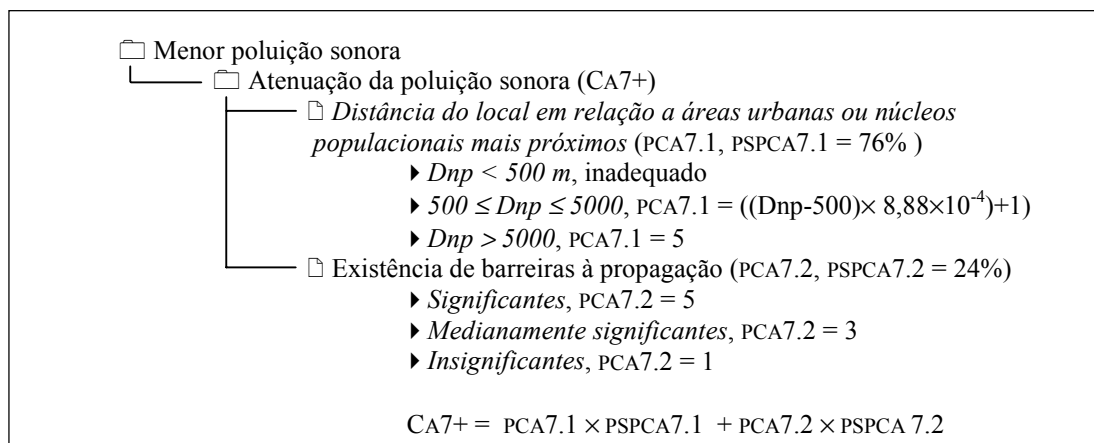 Menor poluição sonora
Atenuação da poluição sonora (CA7+)
Distância do local em relação a áreas urbanas ou núcleos
populacionais mais próximos (PCA7.1, PSPCA7.1 = 76% )
Dnp < 500 m, inadequado
500 ≤ Dnp ≤ 5000, PCA7.1 = ((Dnp-500)× 8,88×10⁻⁴)+1)
Dnp > 5000, PCA7.1 = 5
Existência de barreiras à propagação (PCA7.2, PSPCA7.2 = 24%)
Significantes, PCA7.2 = 5
Medianamente significantes, PCA7.2 = 3
Insignificantes, PCA7.2 = 1
CA7+ = PCA7.1 × PSPCA7.1 + PCA7.2 × PSPCA 7.2